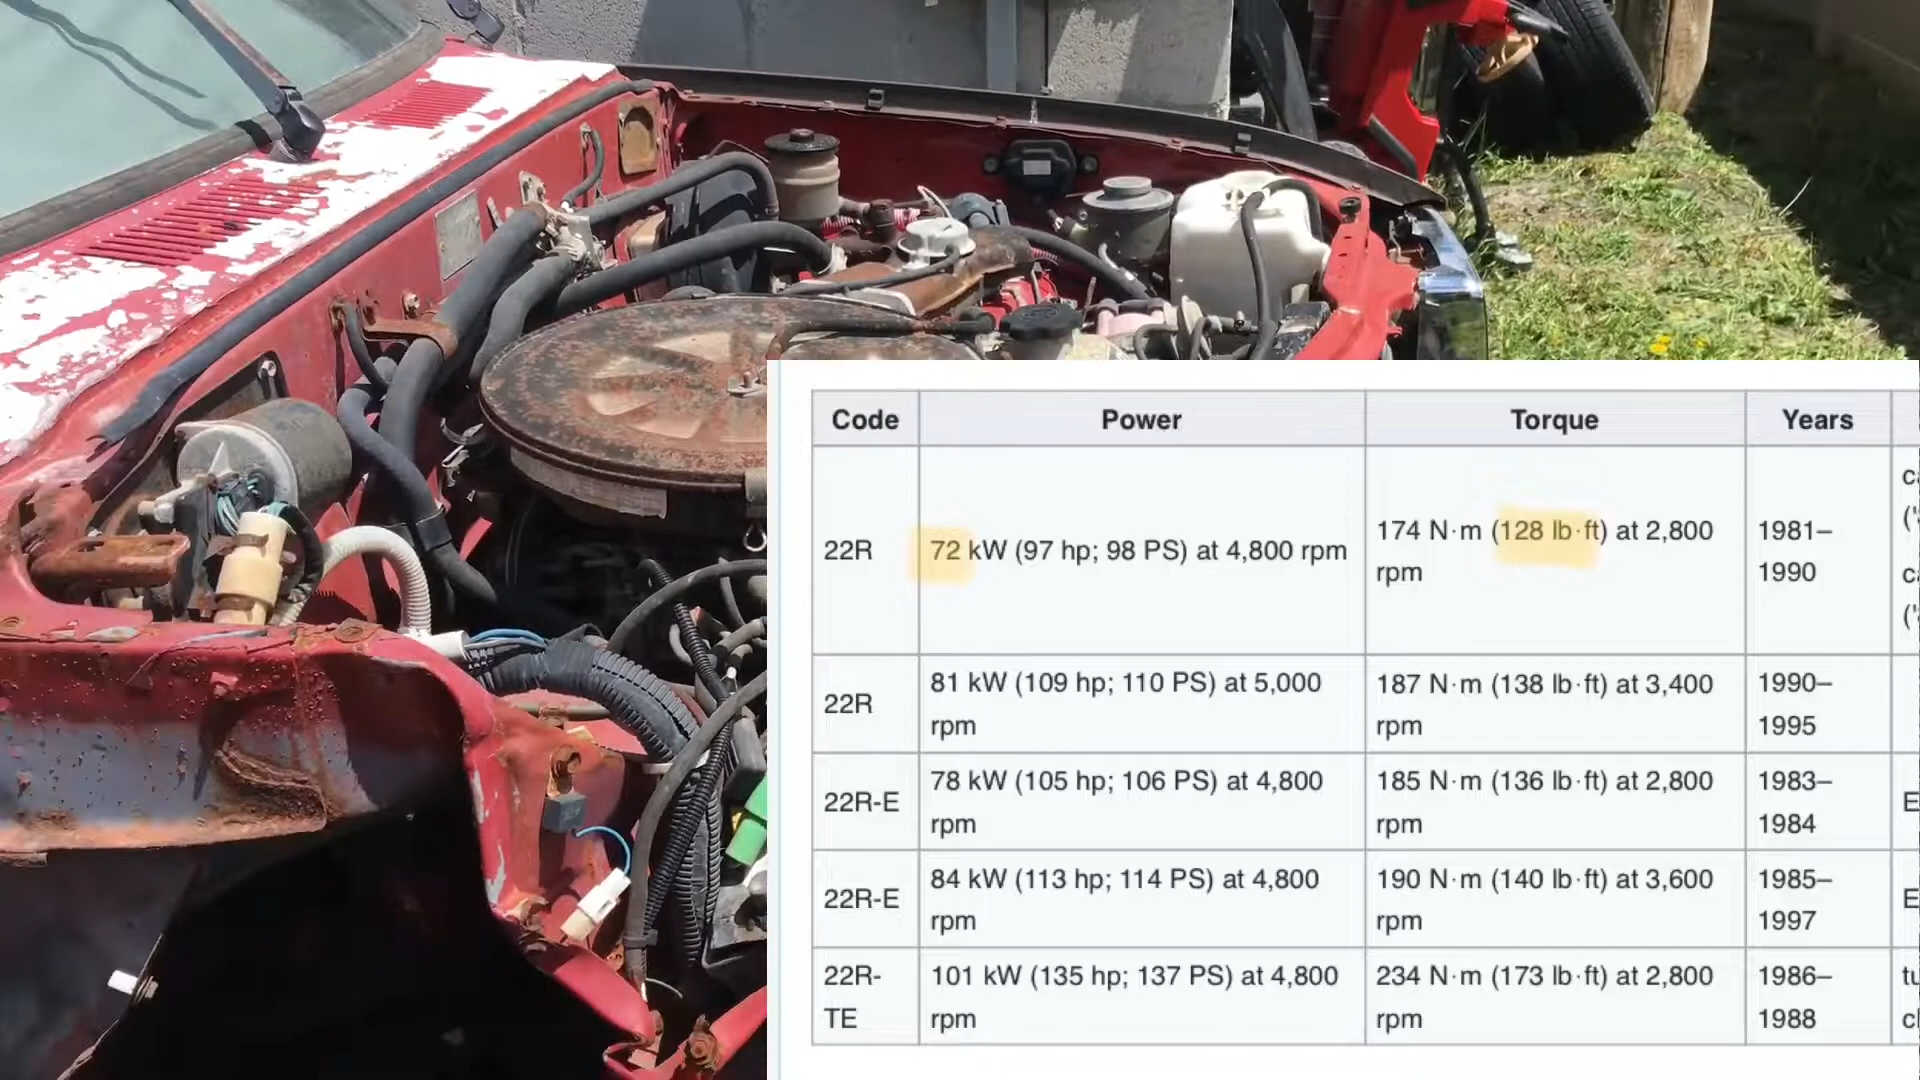 Code Power Torque Years
22R 72 kW (97 hp; 98 PS) at 4,800 rpm 174 N·m (128 lb·ft) at 2,800 rpm 1981–1990
22R 81 kW (109 hp; 110 PS) at 5,000 rpm 187 N·m (138 lb·ft) at 3,400 rpm 1990–1995
22R-E 78 kW (105 hp; 106 PS) at 4,800 rpm 185 N·m (136 lb·ft) at 2,800 rpm 1983–1984
22R-E 84 kW (113 hp; 114 PS) at 4,800 rpm 190 N·m (140 lb·ft) at 3,600 rpm 1985–1997
22R-TE 101 kW (135 hp; 137 PS) at 4,800 rpm 234 N·m (173 lb·ft) at 2,800 rpm 1986–1988